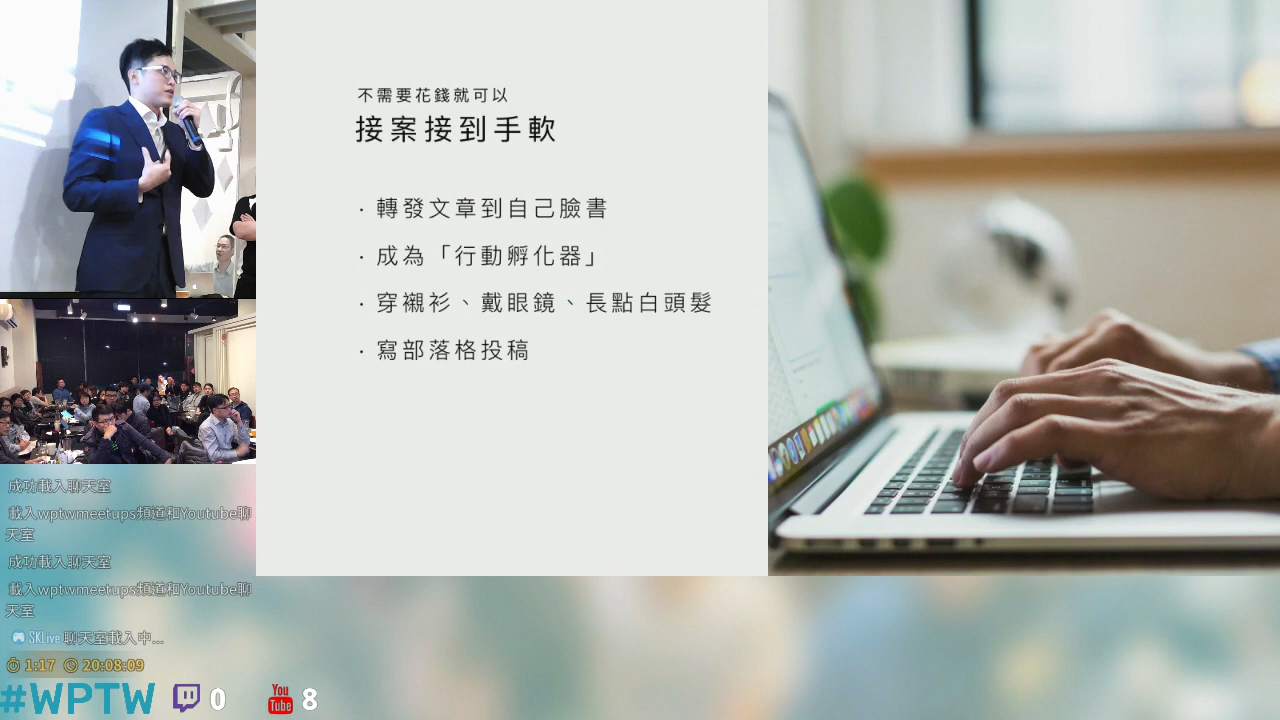 不需要花錢就可以
接案接到手軟
· 轉發文章到自己臉書
· 成為「行動孵化器」
· 穿襯衫、戴眼鏡、長點白頭髮
· 寫部落格投稿
成功載入聊天室
載入wptwmeetups頻道和Youtube聊
天室
成功載入聊天室
載入wptwmeetups頻道和Youtube聊
天室
SKLive 聊天室載入中...
1:17 20:08:09
#WPTW 0 You Tube 8